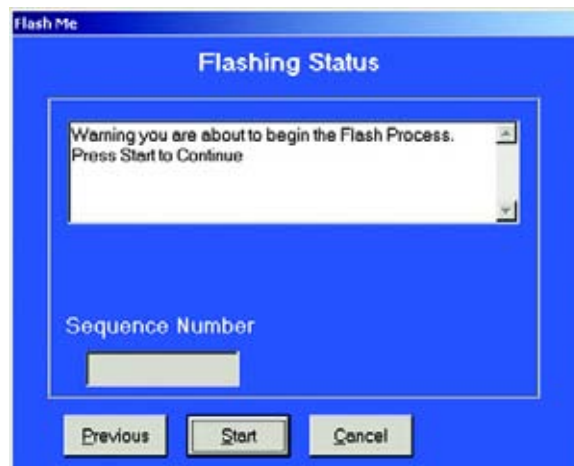 Flash Me
Flashing Status
Warning you are about to begin the Flash Process.
Press Start to Continue
Sequence Number
Previous
Start
Cancel